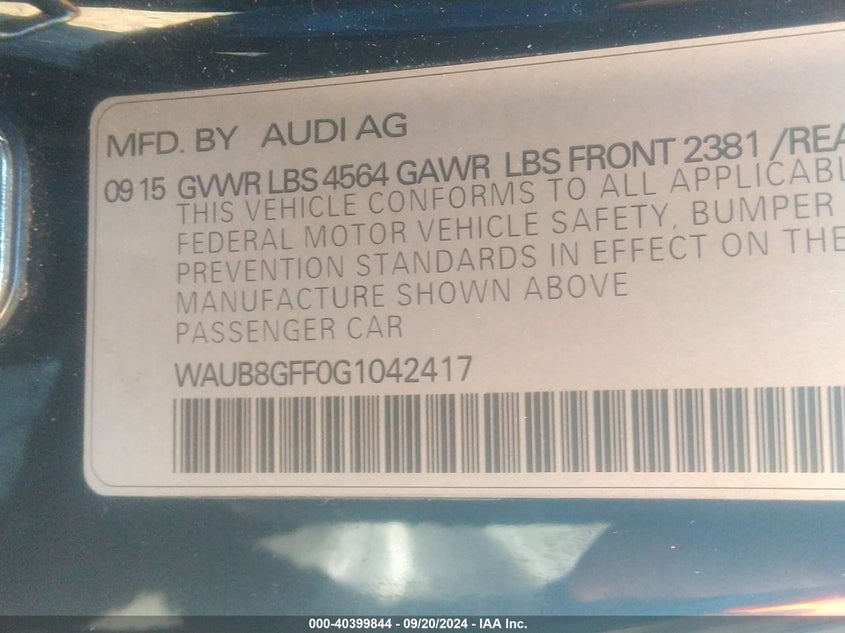 MFD. BY AUDI AG
09 15 GVWR LBS 4564 GAWR LBS FRONT 2381 /REA
THIS VEHICLE CONFORMS TO ALL APPLICABL
FEDERAL MOTOR VEHICLE SAFETY, BUMPER
PREVENTION STANDARDS IN EFFECT ON THE
MANUFACTURE SHOWN ABOVE
PASSENGER CAR
WAUB8GFF0G1042417
000-40399844 - 09/20/2024 - IAA Inc.